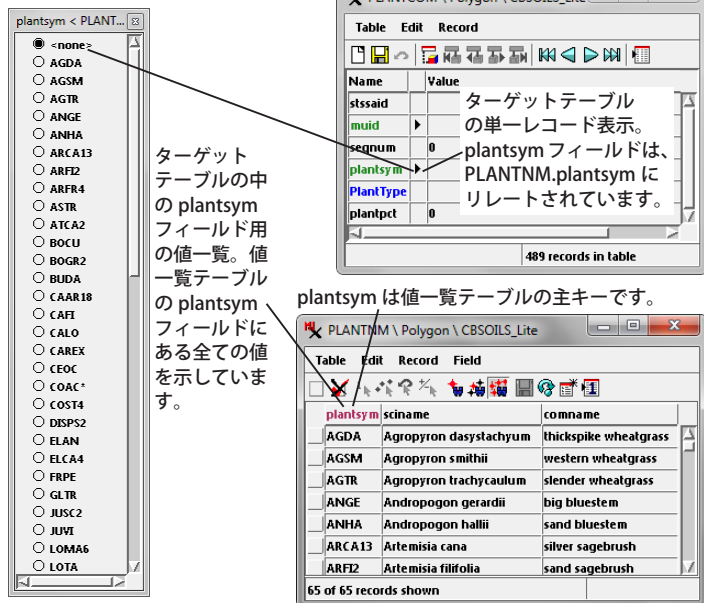 plantsym < PLANT...
<none>
AGDA
AGSM
AGTR
ANGE
ANHA
ARCA13
ARFI2
ARFR4
ASTR
ATCA2
BOCU
BOGR2
BUDA
CAAR18
CAFI
CALO
CAREX
CEOC
COAC*
COST4
DISPS2
ELAN
ELCA4
FRPE
GLTR
JUSC2
JUVI
LOMA6
LOTA
ターゲット
テーブルの中
の plantsym
フィールド用
の値一覧。値
一覧テーブル
の plantsym
フィールドに
ある全ての値
を示していま
す。
Table Edit Record
Name Value
stssaid
muid
seqnum 0
plantsym
PlantType
plantpct 0
489 records in table
ターゲットテーブル
の単一レコード表示。
plantsym フィールドは、
PLANTNM.plantsym に
リレートされています。
plantsym は値一覧テーブルの主キーです。
PLANTNM \ Polygon \ CBSOILS_Lite
Table Edit Record Field
plantsym sciname comname
AGDA Agropyron dasystachyum thickspike wheatgrass
AGSM Agropyron smithii western wheatgrass
AGTR Agropyron trachycaulum slender wheatgrass
ANGE Andropogon gerardii big bluestem
ANHA Andropogon hallii sand bluestem
ARCA13 Artemisia cana silver sagebrush
ARFI2 Artemisia filifolia sand sagebrush
65 of 65 records shown